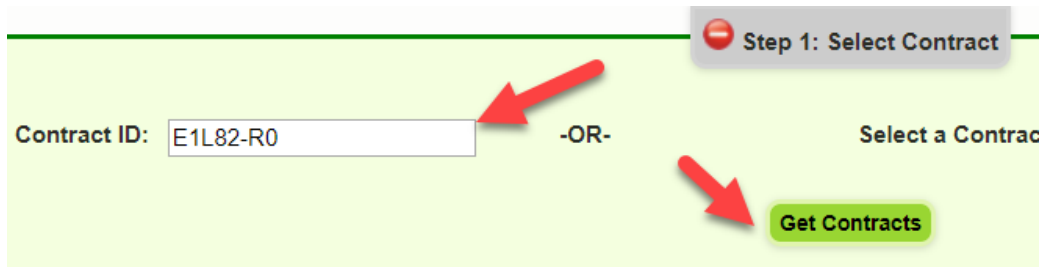 Step 1: Select Contract
Contract ID: E1L82-R0 -OR- Select a Contrac
Get Contracts